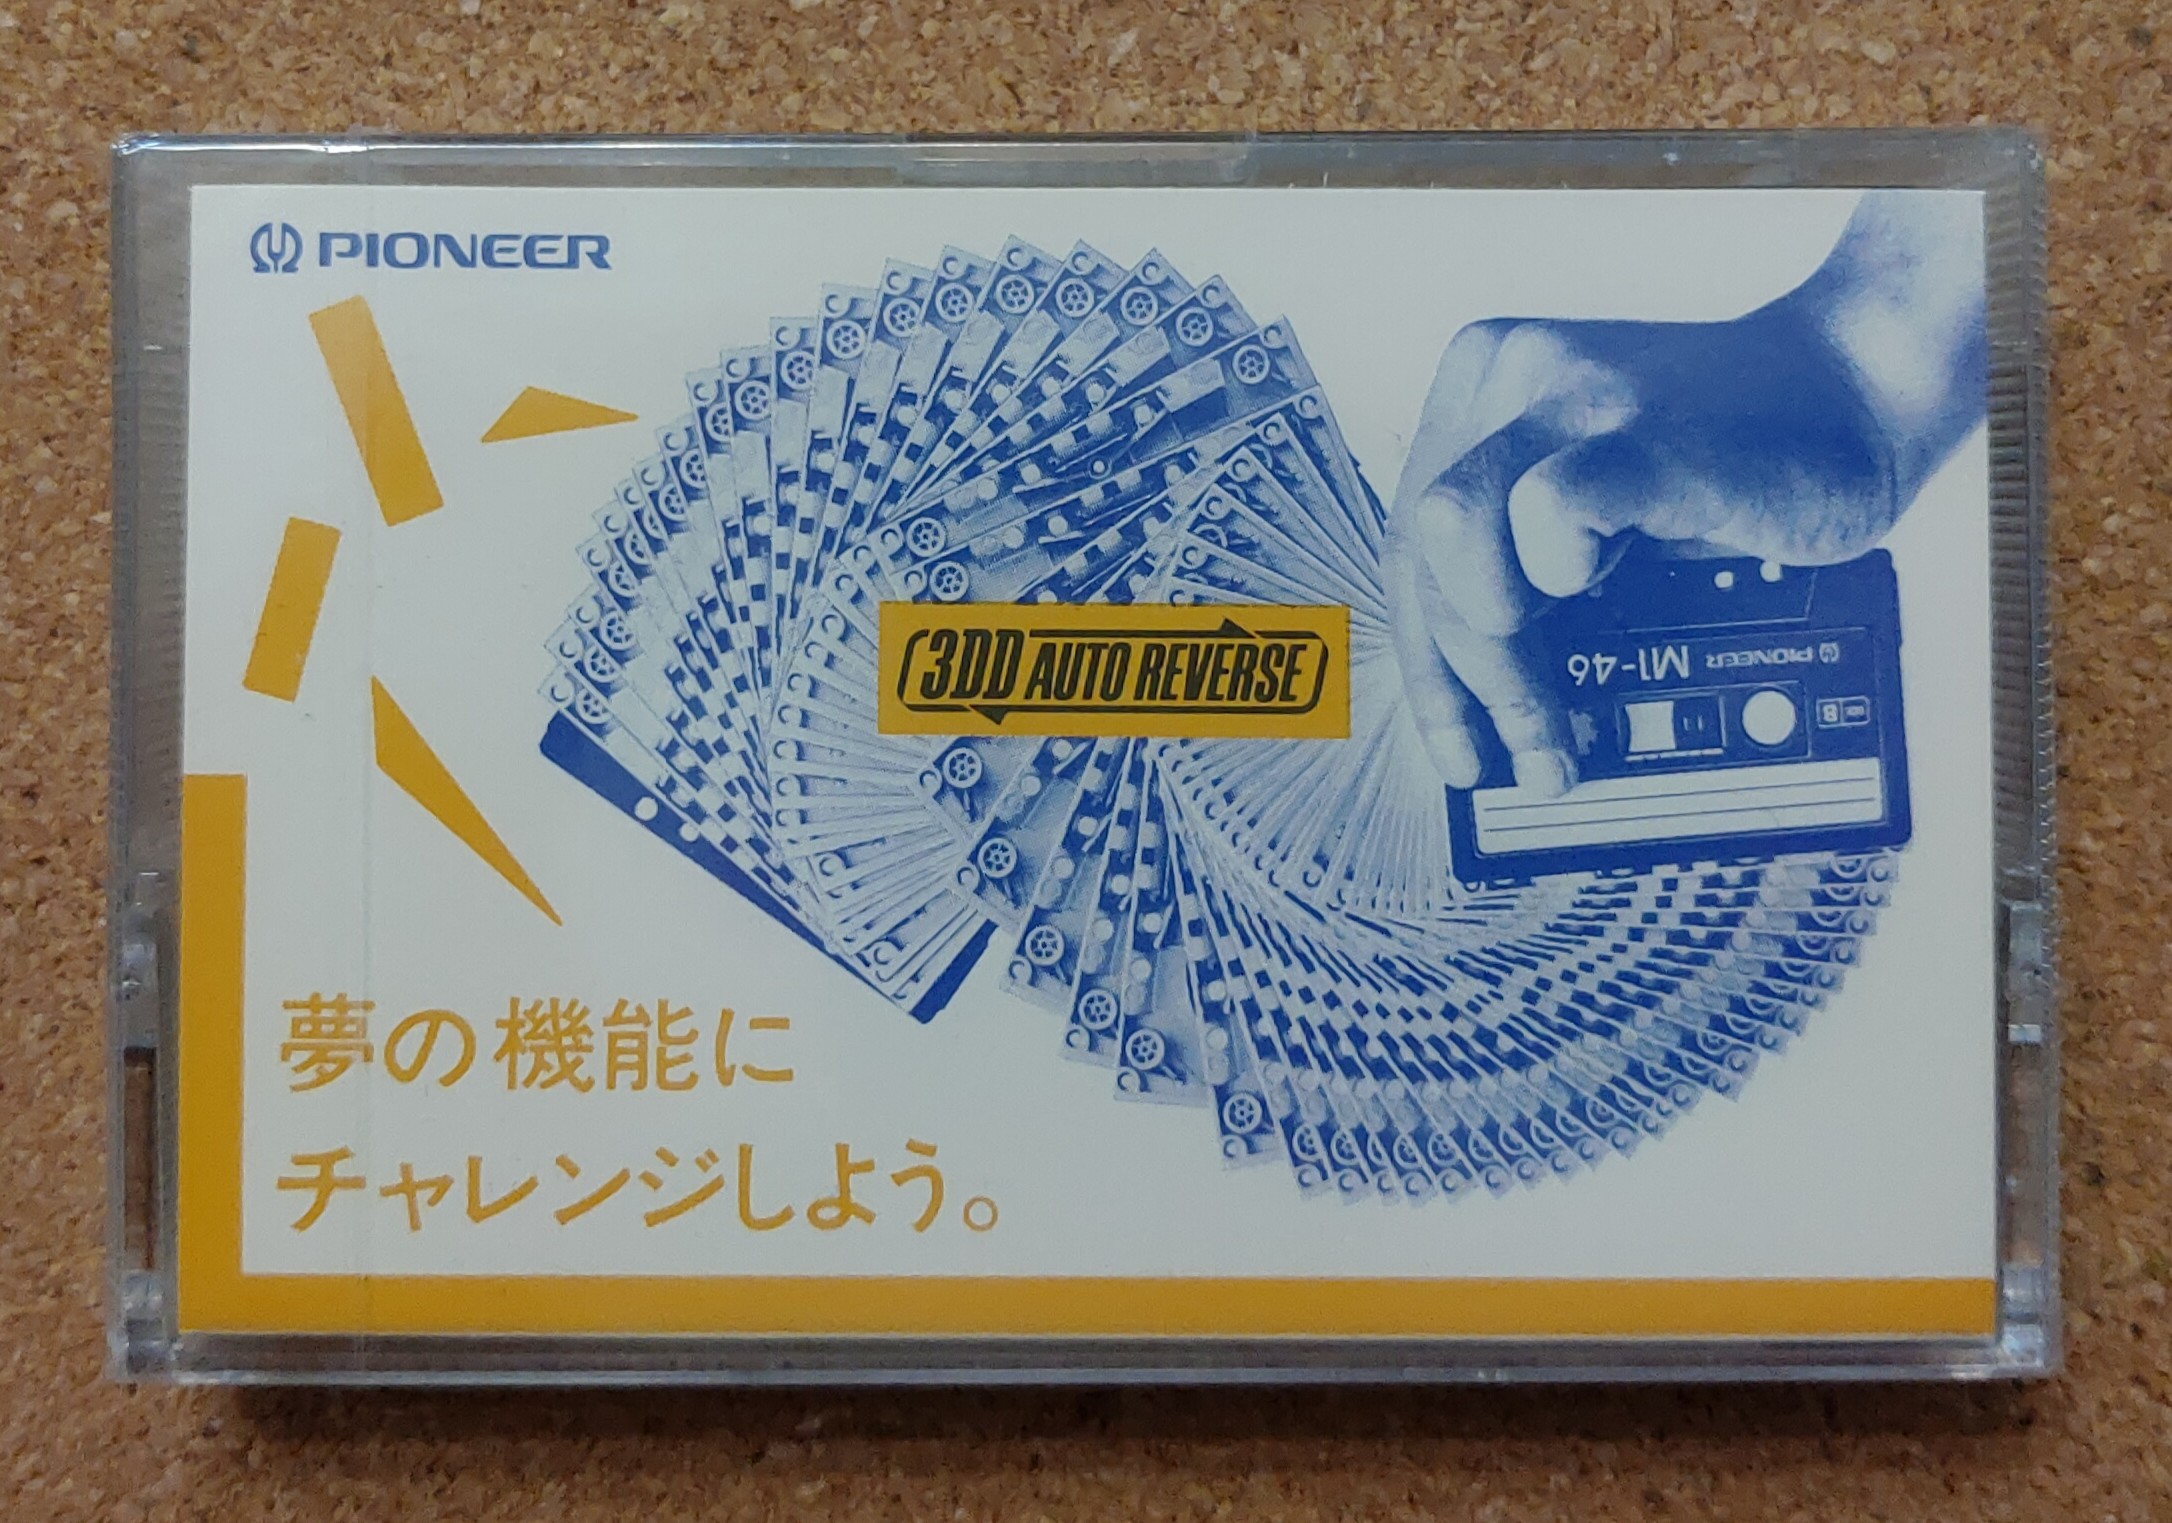 PIONEER
3DD AUTO REVERSE
PIONEER M1-46
B
夢の機能に
チャレンジしよう。